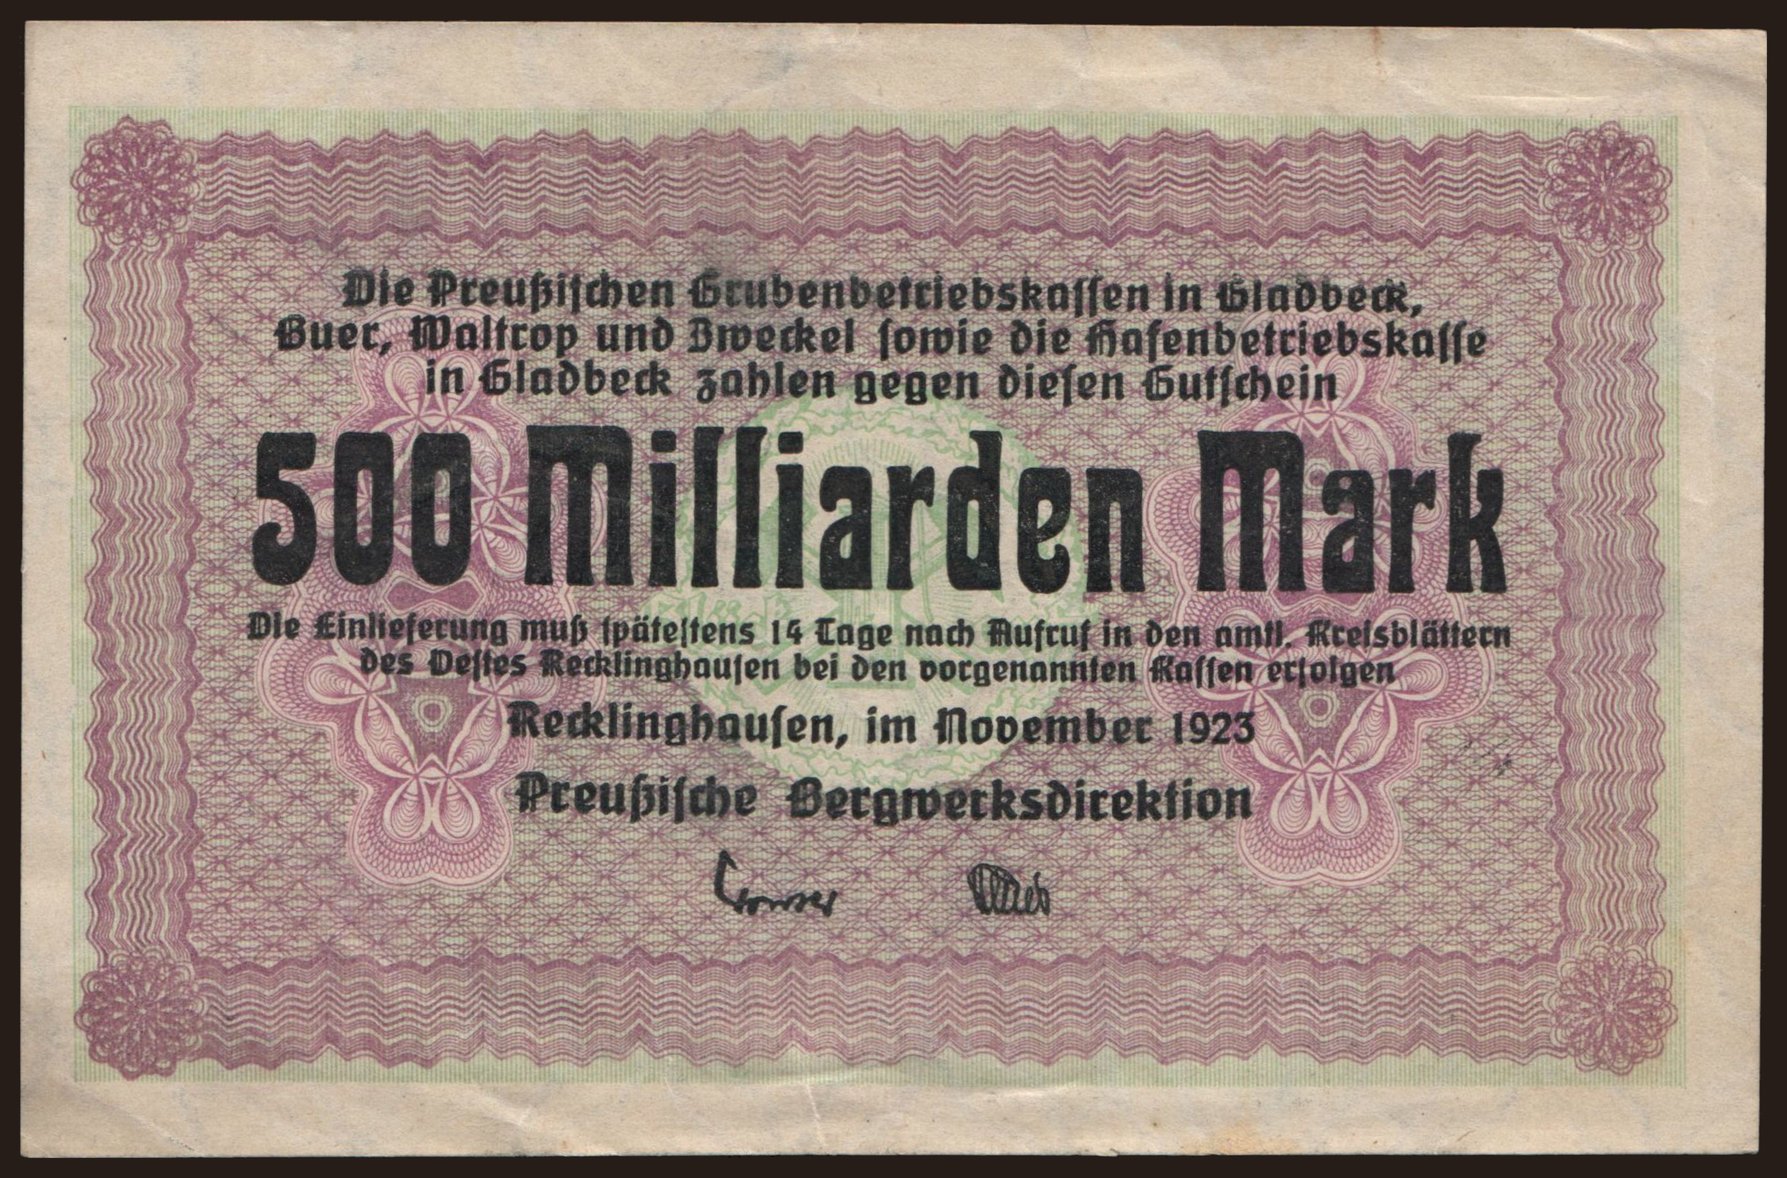 Die Preußischen Grubenbetriebskassen in Gladbeck,
Buer, Waltrop und Zweckel sowie die Hafenbetriebskasse
in Gladbeck zahlen gegen diesen Gutschein
500 Milliarden Mark
Die Einlieferung muß spätestens 14 Tage nach Aufruf in den amtl. Kreisblättern
des Vestes Recklinghausen bei den vorgenannten Kassen erfolgen
Recklinghausen, im November 1923
Preußische Bergwerksdirektion